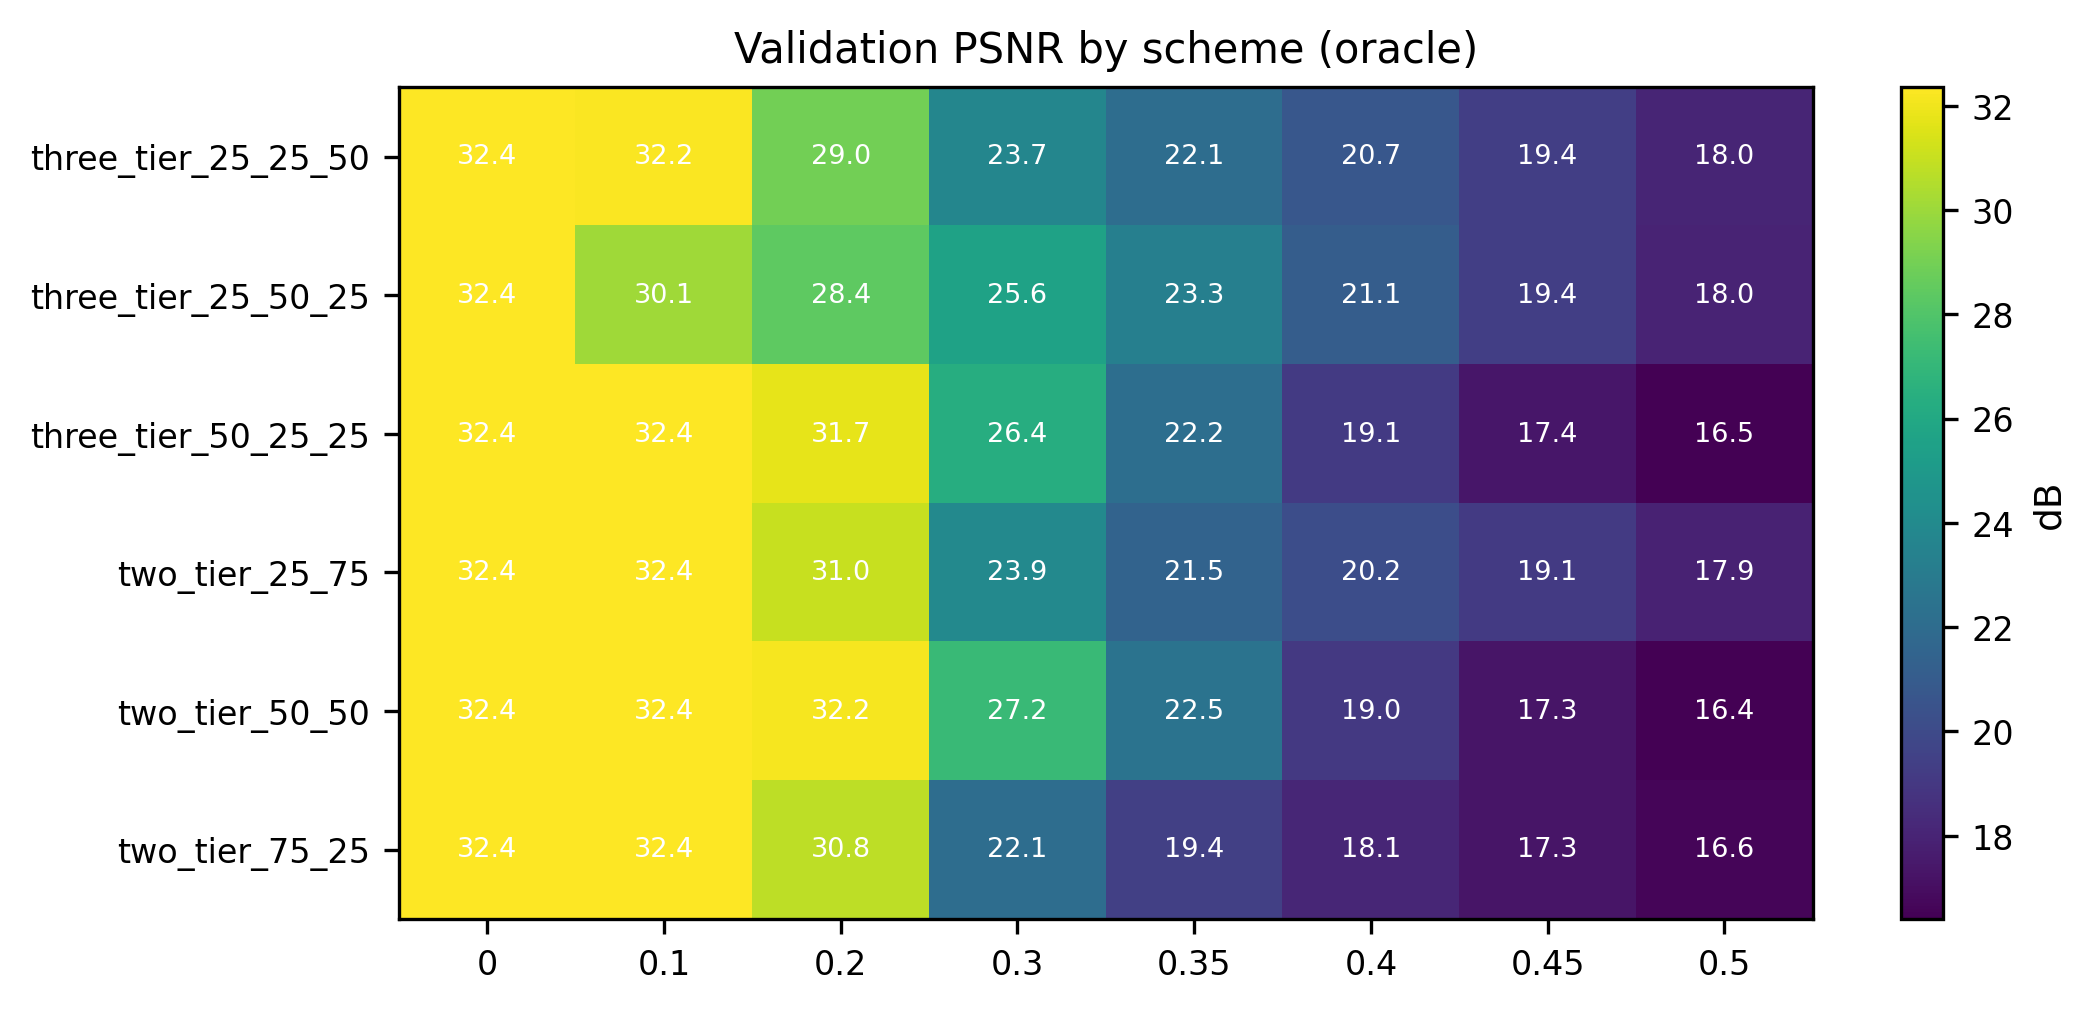 Validation PSNR by scheme (oracle)
three_tier_25_25_50 32.4 32.2 29.0 23.7 22.1 20.7 19.4 18.0
three_tier_25_50_25 32.4 30.1 28.4 25.6 23.3 21.1 19.4 18.0
three_tier_50_25_25 32.4 32.4 31.7 26.4 22.2 19.1 17.4 16.5
two_tier_25_75 32.4 32.4 31.0 23.9 21.5 20.2 19.1 17.9
two_tier_50_50 32.4 32.4 32.2 27.2 22.5 19.0 17.3 16.4
two_tier_75_25 32.4 32.4 30.8 22.1 19.4 18.1 17.3 16.6
0 0.1 0.2 0.3 0.35 0.4 0.45 0.5
32
30
28
26
24
22
20
18
dB